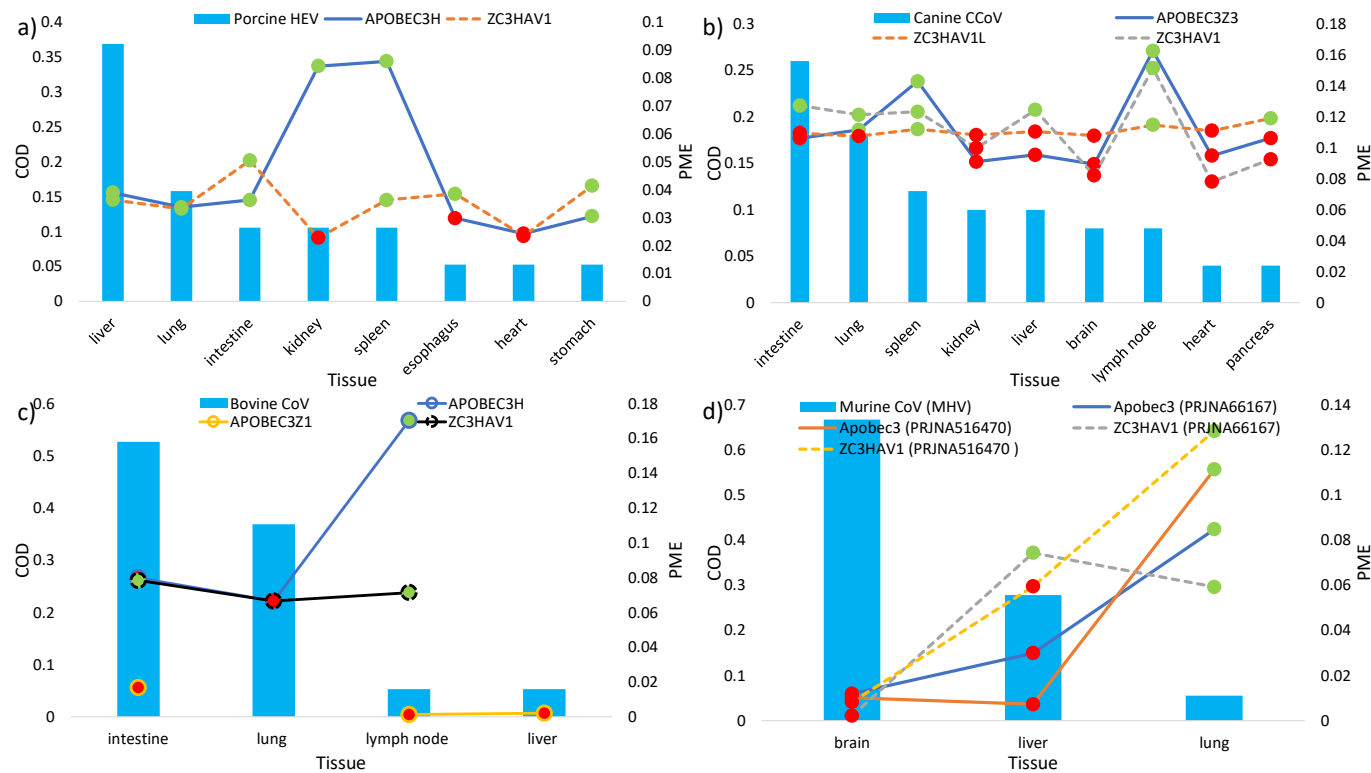 a)
Porcine HEV
APOBEC3H
ZC3HAV1
0.4
0.35
0.3
0.25
0.2
0.15
0.1
0.05
0
COD
0.1
0.09
0.08
0.07
0.06
0.05
0.04
0.03
0.02
0.01
0
PME
liver
lung
intestine
kidney
spleen
esophagus
heart
stomach
Tissue
b)
Canine CCoV
APOBEC3Z3
ZC3HAV1L
ZC3HAV1
0.3
0.25
0.2
0.15
0.1
0.05
0
COD
0.18
0.16
0.14
0.12
0.1
0.08
0.06
0.04
0.02
0
PME
intestine
lung
spleen
kidney
liver
brain
lymph node
heart
pancreas
Tissue
c)
Bovine CoV
APOBEC3H
APOBEC3Z1
ZC3HAV1
0.6
0.5
0.4
0.3
0.2
0.1
0
COD
0.18
0.16
0.14
0.12
0.1
0.08
0.06
0.04
0.02
0
PME
intestine
lung
lymph node
liver
Tissue
d)
Murine CoV (MHV)
Apobec3 (PRJNA66167)
Apobec3 (PRJNA516470)
ZC3HAV1 (PRJNA66167)
ZC3HAV1 (PRJNA516470 )
0.7
0.6
0.5
0.4
0.3
0.2
0.1
0
COD
0.14
0.12
0.1
0.08
0.06
0.04
0.02
0
PME
brain
liver
lung
Tissue